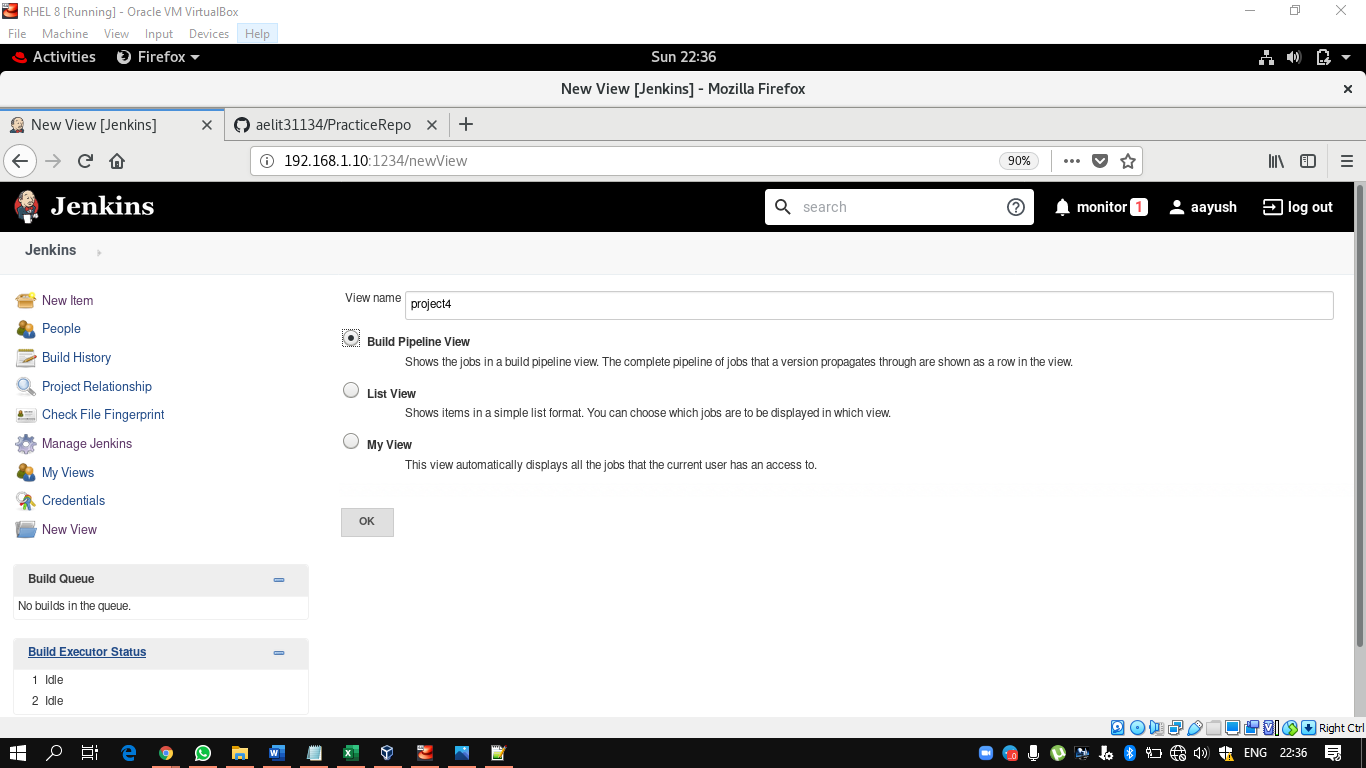 RHEL 8 [Running] - Oracle VM VirtualBox
File Machine View Input Devices Help
Activities Firefox Sun 22:36
New View [Jenkins] - Mozilla Firefox
New View [Jenkins] aelit31134/PracticeRepo
192.168.1.10:1234/newView 90%
Jenkins search monitor 1 aayush log out
Jenkins
New Item
People
Build History
Project Relationship
Check File Fingerprint
Manage Jenkins
My Views
Credentials
New View
Build Queue
No builds in the queue.
Build Executor Status
1 Idle
2 Idle
View name project4
Build Pipeline View
Shows the jobs in a build pipeline view. The complete pipeline of jobs that a version propagates through are shown as a row in the view.
List View
Shows items in a simple list format. You can choose which jobs are to be displayed in which view.
My View
This view automatically displays all the jobs that the current user has an access to.
OK
Right Ctrl
ENG 22:36